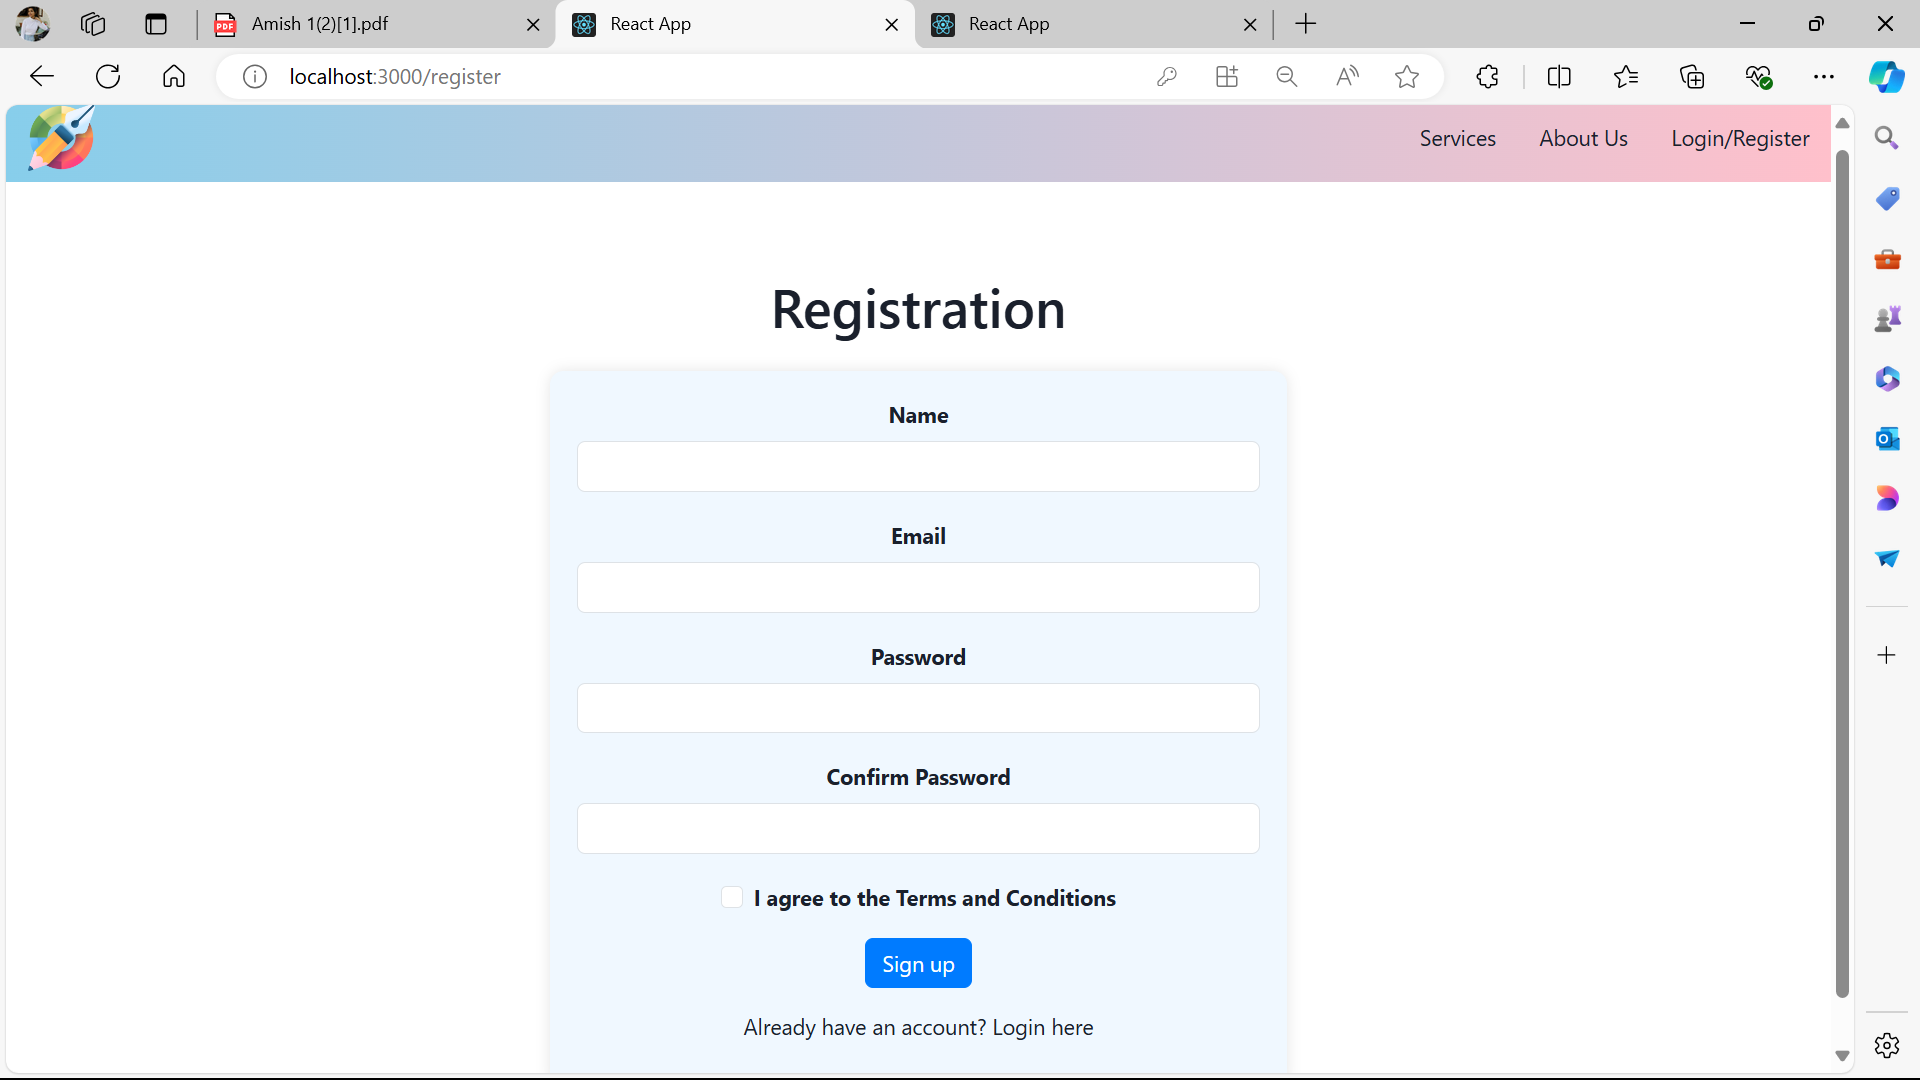 Amish 1(2)[1].pdf
React App
React App
localhost:3000/register
Services
About Us
Login/Register
Registration
Name
Email
Password
Confirm Password
I agree to the Terms and Conditions
Sign up
Already have an account? Login here